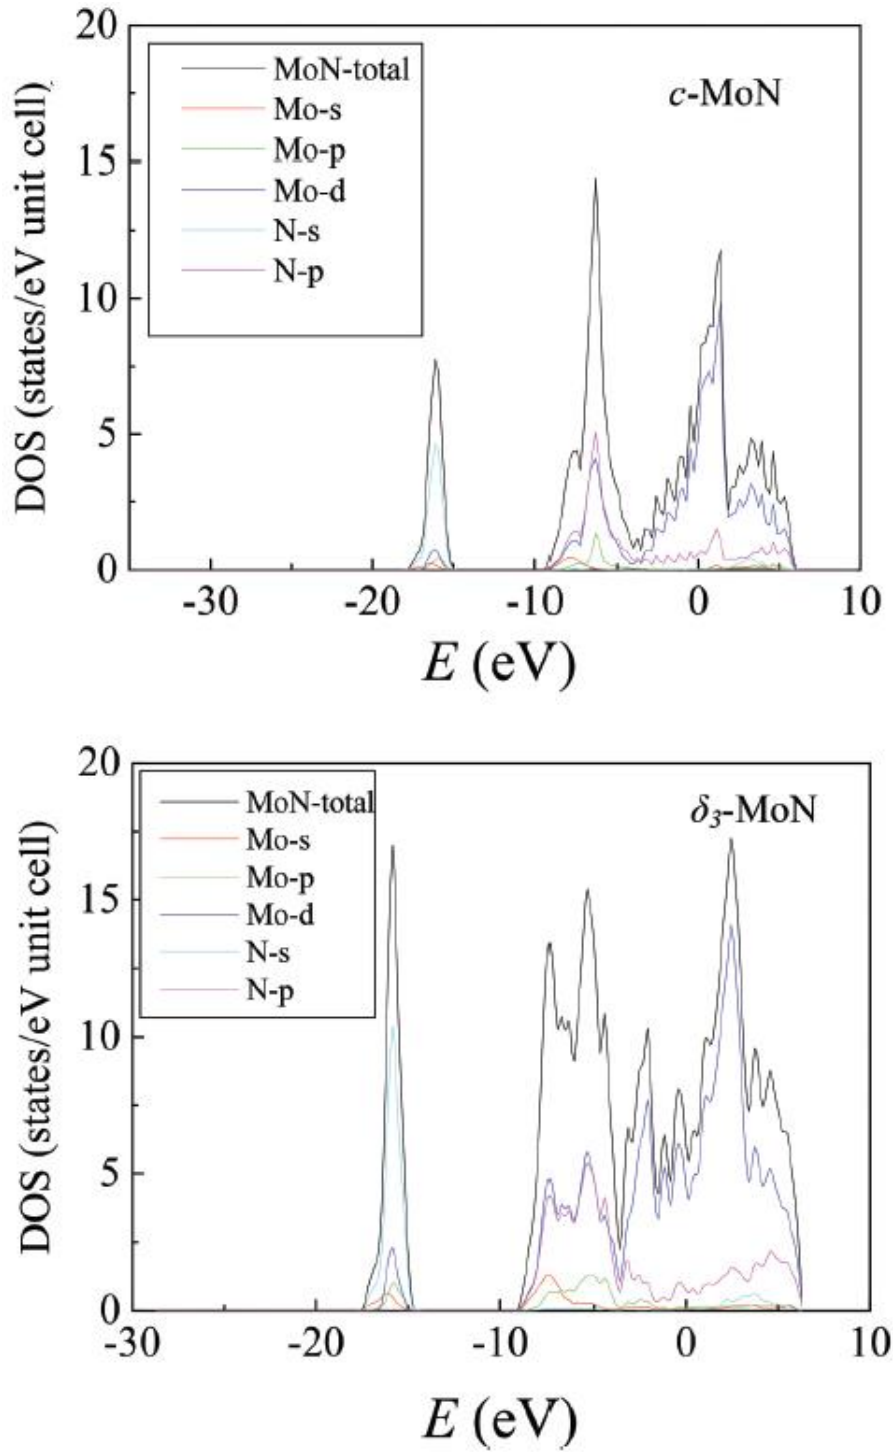 20
15
10
5
0
DOS (states/eV unit cell)
MoN-total
Mo-s
Mo-p
Mo-d
N-s
N-p
c-MoN
-30
-20
-10
0
10
E (eV)
20
15
10
5
0
DOS (states/eV unit cell)
MoN-total
Mo-s
Mo-p
Mo-d
N-s
N-p
δ₃-MoN
-30
-20
-10
0
10
E (eV)